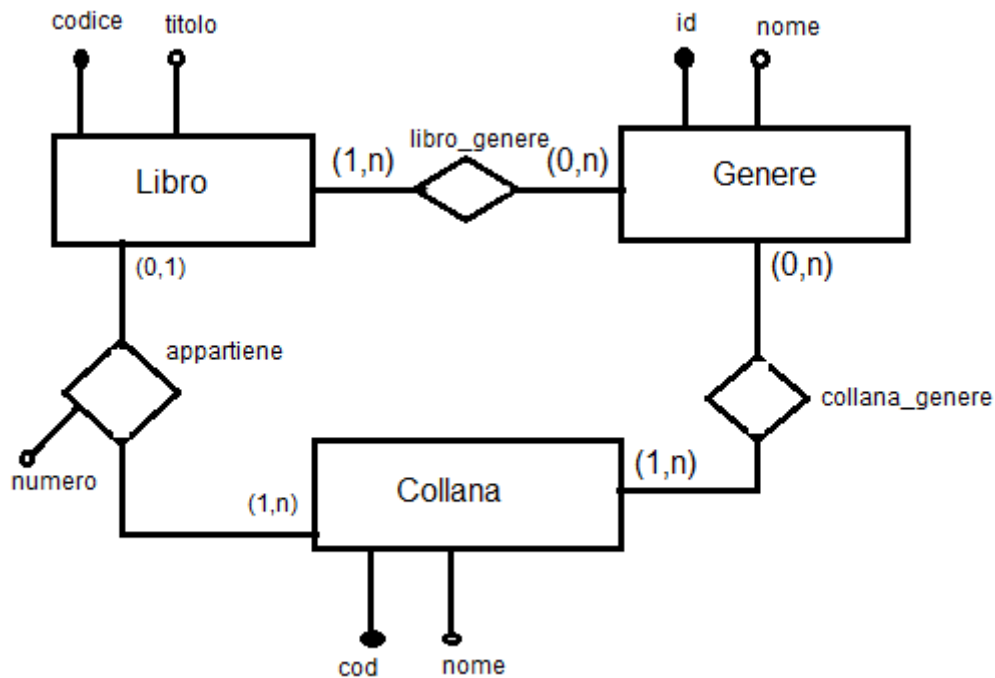 codice
titolo
id
nome
Libro
(1,n)
libro_genere
(0,n)
Genere
(0,1)
(0,n)
appartiene
collana_genere
numero
(1,n)
Collana
(1,n)
cod
nome